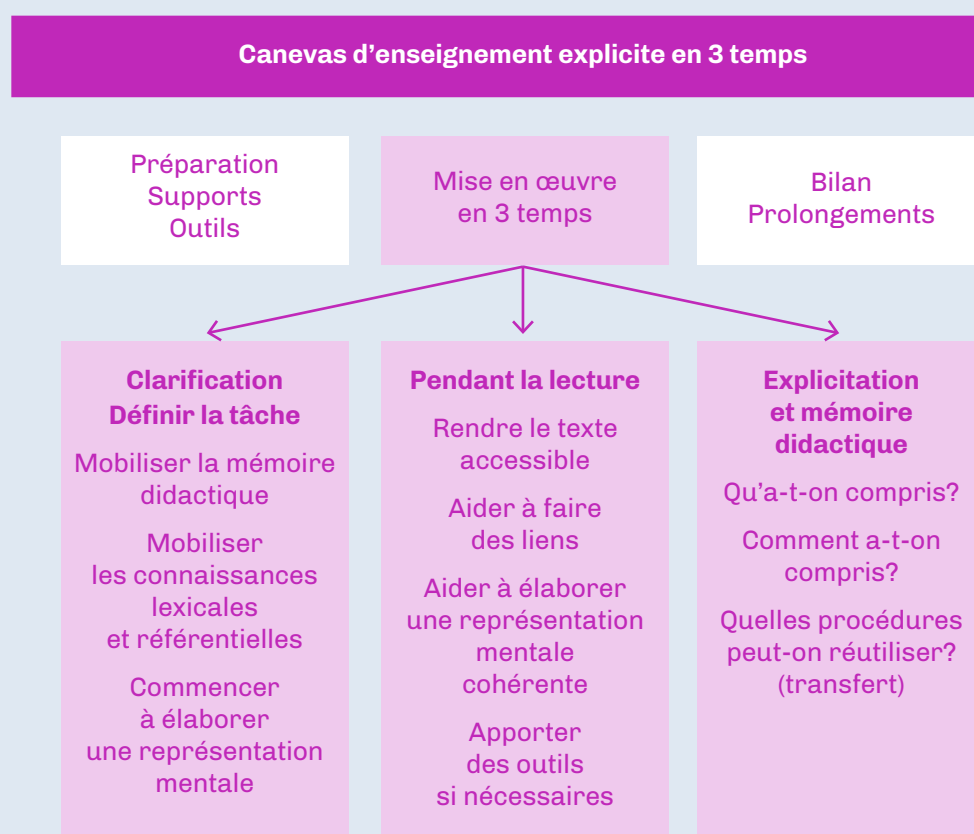 Canevas d’enseignement explicite en 3 temps
Préparation
Supports
Outils
Mise en œuvre
en 3 temps
Bilan
Prolongements
Clarification
Définir la tâche
Mobiliser la mémoire
didactique
Mobiliser
les connaissances
lexicales
et référentielles
Commencer
à élaborer
une représentation
mentale
Pendant la lecture
Rendre le texte
accessible
Aider à faire
des liens
Aider à élaborer
une représentation
mentale
cohérente
Apporter
des outils
si nécessaires
Explicitation
et mémoire
didactique
Qu’a-t-on compris?
Comment a-t-on
compris?
Quelles procédures
peut-on réutiliser?
(transfert)